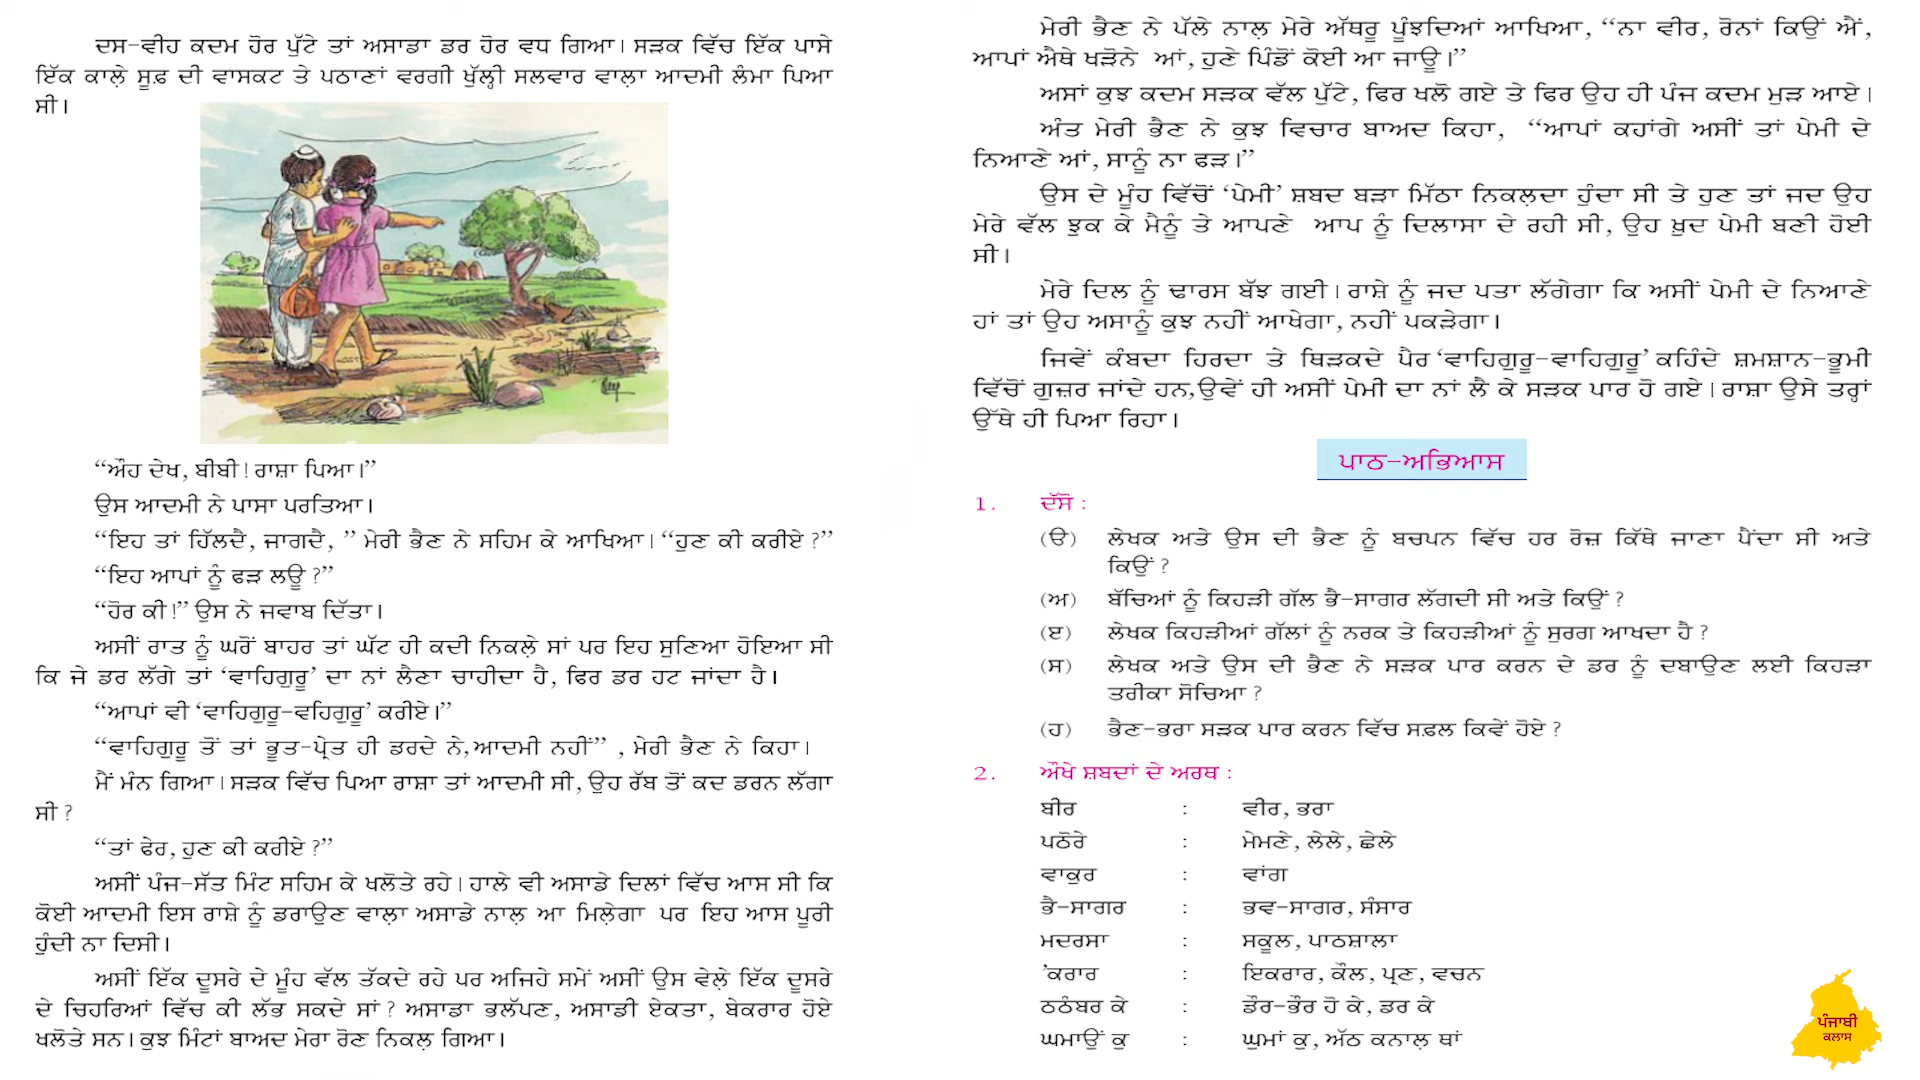 ਦਸ-ਵੀਹ ਕਦਮ ਹੋਰ ਪੁੱਟੇ ਤਾਂ ਅਸਾਡਾ ਡਰ ਹੋਰ ਵਧ ਗਿਆ। ਸੜਕ ਵਿੱਚ ਇੱਕ ਪਾਸੇ
ਇੱਕ ਕਾਲ਼ੇ ਸੂਫ਼ ਦੀ ਵਾਸਕਟ ਤੇ ਪਠਾਣਾਂ ਵਰਗੀ ਖੁੱਲ੍ਹੀ ਸਲਵਾਰ ਵਾਲ਼ਾ ਆਦਮੀ ਲੰਮਾ ਪਿਆ
ਸੀ।
“ਔਹ ਦੇਖ, ਬੀਬੀ! ਰਾਸ਼ਾ ਪਿਆ।”
ਉਸ ਆਦਮੀ ਨੇ ਪਾਸਾ ਪਰਤਿਆ।
“ਇਹ ਤਾਂ ਹਿੱਲਦੈ, ਜਾਗਦੈ, ” ਮੇਰੀ ਭੈਣ ਨੇ ਸਹਿਮ ਕੇ ਆਖਿਆ। “ਹੁਣ ਕੀ ਕਰੀਏ ?”
“ਇਹ ਆਪਾਂ ਨੂੰ ਫੜ ਲਊ ?”
“ਹੋਰ ਕੀ!” ਉਸ ਨੇ ਜਵਾਬ ਦਿੱਤਾ।
ਅਸੀਂ ਰਾਤ ਨੂੰ ਘਰੋਂ ਬਾਹਰ ਤਾਂ ਘੱਟ ਹੀ ਕਦੀ ਨਿਕਲ਼ੇ ਸਾਂ ਪਰ ਇਹ ਸੁਣਿਆ ਹੋਇਆ ਸੀ
ਕਿ ਜੇ ਡਰ ਲੱਗੇ ਤਾਂ ‘ਵਾਹਿਗੁਰੂ’ ਦਾ ਨਾਂ ਲੈਣਾ ਚਾਹੀਦਾ ਹੈ, ਫਿਰ ਡਰ ਹਟ ਜਾਂਦਾ ਹੈ।
“ਆਪਾਂ ਵੀ ‘ਵਾਹਿਗੁਰੂ-ਵਹਿਗੁਰੂ’ ਕਰੀਏ।”
“ਵਾਹਿਗੁਰੂ ਤੋਂ ਤਾਂ ਭੂਤ-ਪ੍ਰੇਤ ਹੀ ਡਰਦੇ ਨੇ, ਆਦਮੀ ਨਹੀਂ” , ਮੇਰੀ ਭੈਣ ਨੇ ਕਿਹਾ।
ਮੈਂ ਮੰਨ ਗਿਆ। ਸੜਕ ਵਿੱਚ ਪਿਆ ਰਾਸ਼ਾ ਤਾਂ ਆਦਮੀ ਸੀ, ਉਹ ਰੱਬ ਤੋਂ ਕਦ ਡਰਨ ਲੱਗਾ
ਸੀ ?
“ਤਾਂ ਫੇਰ, ਹੁਣ ਕੀ ਕਰੀਏ ?”
ਅਸੀਂ ਪੰਜ-ਸੱਤ ਮਿੰਟ ਸਹਿਮ ਕੇ ਖਲੋਤੇ ਰਹੇ। ਹਾਲੇ ਵੀ ਅਸਾਡੇ ਦਿਲਾਂ ਵਿੱਚ ਆਸ ਸੀ ਕਿ
ਕੋਈ ਆਦਮੀ ਇਸ ਰਾਸ਼ੇ ਨੂੰ ਡਰਾਉਣ ਵਾਲ਼ਾ ਅਸਾਡੇ ਨਾਲ਼ ਆ ਮਿਲ਼ੇਗਾ ਪਰ ਇਹ ਆਸ ਪੂਰੀ
ਹੁੰਦੀ ਨਾ ਦਿਸੀ।
ਅਸੀਂ ਇੱਕ ਦੂਸਰੇ ਦੇ ਮੂੰਹ ਵੱਲ ਤੱਕਦੇ ਰਹੇ ਪਰ ਅਜਿਹੇ ਸਮੇਂ ਅਸੀਂ ਉਸ ਵੇਲ਼ੇ ਇੱਕ ਦੂਸਰੇ
ਦੇ ਚਿਹਰਿਆਂ ਵਿੱਚ ਕੀ ਲੱਭ ਸਕਦੇ ਸਾਂ ? ਅਸਾਡਾ ਭਲੱਪਣ, ਅਸਾਡੀ ਏਕਤਾ, ਬੇਕਰਾਰ ਹੋਏ
ਖਲੋਤੇ ਸਨ। ਕੁਝ ਮਿੰਟਾਂ ਬਾਅਦ ਮੇਰਾ ਰੋਣ ਨਿਕਲ਼ ਗਿਆ।
ਮੇਰੀ ਭੈਣ ਨੇ ਪੱਲੇ ਨਾਲ਼ ਮੇਰੇ ਅੱਥਰੂ ਪੂੰਝਦਿਆਂ ਆਖਿਆ, “ਨਾ ਵੀਰ, ਰੋਨਾਂ ਕਿਉਂ ਐਂ,
ਆਪਾਂ ਐਥੇ ਖੜੋਨੇ ਆਂ, ਹੁਣੇ ਪਿੰਡੋਂ ਕੋਈ ਆ ਜਾਊ।”
ਅਸਾਂ ਕੁਝ ਕਦਮ ਸੜਕ ਵੱਲ ਪੁੱਟੇ, ਫਿਰ ਖਲੋ ਗਏ ਤੇ ਫਿਰ ਉਹ ਹੀ ਪੰਜ ਕਦਮ ਮੁੜ ਆਏ।
ਅੰਤ ਮੇਰੀ ਭੈਣ ਨੇ ਕੁਝ ਵਿਚਾਰ ਬਾਅਦ ਕਿਹਾ, “ਆਪਾਂ ਕਹਾਂਗੇ ਅਸੀਂ ਤਾਂ ਪੇਮੀ ਦੇ
ਨਿਆਣੇ ਆਂ, ਸਾਨੂੰ ਨਾ ਫੜ।”
ਉਸ ਦੇ ਮੂੰਹ ਵਿੱਚੋਂ ‘ਪੇਮੀ’ ਸ਼ਬਦ ਬੜਾ ਮਿੱਠਾ ਨਿਕਲ਼ਦਾ ਹੁੰਦਾ ਸੀ ਤੇ ਹੁਣ ਤਾਂ ਜਦ ਉਹ
ਮੇਰੇ ਵੱਲ ਝੁਕ ਕੇ ਮੈਨੂੰ ਤੇ ਆਪਣੇ ਆਪ ਨੂੰ ਦਿਲਾਸਾ ਦੇ ਰਹੀ ਸੀ, ਉਹ ਖ਼ੁਦ ਪੇਮੀ ਬਣੀ ਹੋਈ
ਸੀ।
ਮੇਰੇ ਦਿਲ ਨੂੰ ਢਾਰਸ ਬੱਝ ਗਈ। ਰਾਸ਼ੇ ਨੂੰ ਜਦ ਪਤਾ ਲੱਗੇਗਾ ਕਿ ਅਸੀਂ ਪੇਮੀ ਦੇ ਨਿਆਣੇ
ਹਾਂ ਤਾਂ ਉਹ ਅਸਾਨੂੰ ਕੁਝ ਨਹੀਂ ਆਖੇਗਾ, ਨਹੀਂ ਪਕੜੇਗਾ।
ਜਿਵੇਂ ਕੰਬਦਾ ਹਿਰਦਾ ਤੇ ਥਿੜਕਦੇ ਪੈਰ ‘ਵਾਹਿਗੁਰੂ-ਵਾਹਿਗੁਰੂ’ ਕਹਿੰਦੇ ਸ਼ਮਸ਼ਾਨ-ਭੂਮੀ
ਵਿੱਚੋਂ ਗੁਜ਼ਰ ਜਾਂਦੇ ਹਨ, ਉਵੇਂ ਹੀ ਅਸੀਂ ਪੇਮੀ ਦਾ ਨਾਂ ਲੈ ਕੇ ਸੜਕ ਪਾਰ ਹੋ ਗਏ। ਰਾਸ਼ਾ ਉਸੇ ਤਰ੍ਹਾਂ
ਉੱਥੇ ਹੀ ਪਿਆ ਰਿਹਾ।
ਪਾਠ-ਅਭਿਆਸ
1. ਦੱਸੋ :
(ੳ) ਲੇਖਕ ਅਤੇ ਉਸ ਦੀ ਭੈਣ ਨੂੰ ਬਚਪਨ ਵਿੱਚ ਹਰ ਰੋਜ਼ ਕਿੱਥੇ ਜਾਣਾ ਪੈਂਦਾ ਸੀ ਅਤੇ
ਕਿਉਂ ?
(ਅ) ਬੱਚਿਆਂ ਨੂੰ ਕਿਹੜੀ ਗੱਲ ਭੈ-ਸਾਗਰ ਲੱਗਦੀ ਸੀ ਅਤੇ ਕਿਉਂ ?
(ੲ) ਲੇਖਕ ਕਿਹੜੀਆਂ ਗੱਲਾਂ ਨੂੰ ਨਰਕ ਤੇ ਕਿਹੜੀਆਂ ਨੂੰ ਸੁਰਗ ਆਖਦਾ ਹੈ ?
(ਸ) ਲੇਖਕ ਅਤੇ ਉਸ ਦੀ ਭੈਣ ਨੇ ਸੜਕ ਪਾਰ ਕਰਨ ਦੇ ਡਰ ਨੂੰ ਦਬਾਉਣ ਲਈ ਕਿਹੜਾ
ਤਰੀਕਾ ਸੋਚਿਆ ?
(ਹ) ਭੈਣ-ਭਰਾ ਸੜਕ ਪਾਰ ਕਰਨ ਵਿੱਚ ਸਫ਼ਲ ਕਿਵੇਂ ਹੋਏ ?
2. ਔਖੇ ਸ਼ਬਦਾਂ ਦੇ ਅਰਥ :
ਬੀਰ : ਵੀਰ, ਭਰਾ
ਪਠੋਰੇ : ਮੇਮਣੇ, ਲੇਲੇ, ਛੇਲੇ
ਵਾਕੁਰ : ਵਾਂਗ
ਭੈ-ਸਾਗਰ : ਭਵ-ਸਾਗਰ, ਸੰਸਾਰ
ਮਦਰਸਾ : ਸਕੂਲ, ਪਾਠਸ਼ਾਲਾ
’ਕਰਾਰ : ਇਕਰਾਰ, ਕੌਲ, ਪ੍ਰਣ, ਵਚਨ
ਠਠੰਬਰ ਕੇ : ਡੌਰ-ਭੌਰ ਹੋ ਕੇ, ਡਰ ਕੇ
ਘਮਾਉਂ ਕੁ : ਘੁਮਾਂ ਕੁ, ਅੱਠ ਕਨਾਲ਼ ਥਾਂ
ਪੰਜਾਬੀ
ਕਲਾਸ